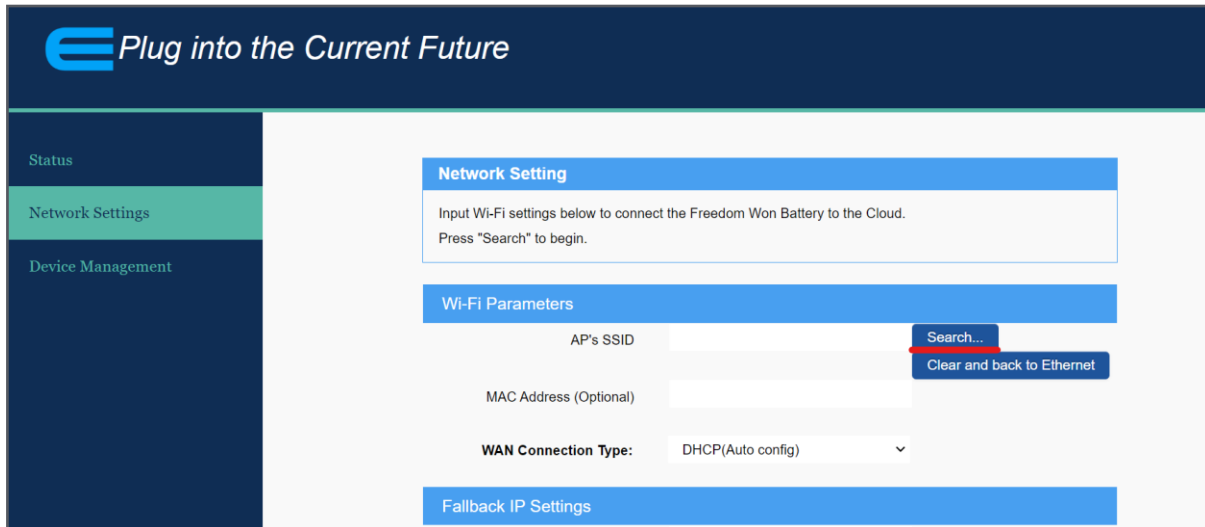 Plug into the Current Future
Status
Network Settings
Device Management
Network Setting
Input Wi-Fi settings below to connect the Freedom Won Battery to the Cloud.
Press "Search" to begin.
Wi-Fi Parameters
AP's SSID
Search...
Clear and back to Ethernet
MAC Address (Optional)
WAN Connection Type:
DHCP(Auto config)
Fallback IP Settings